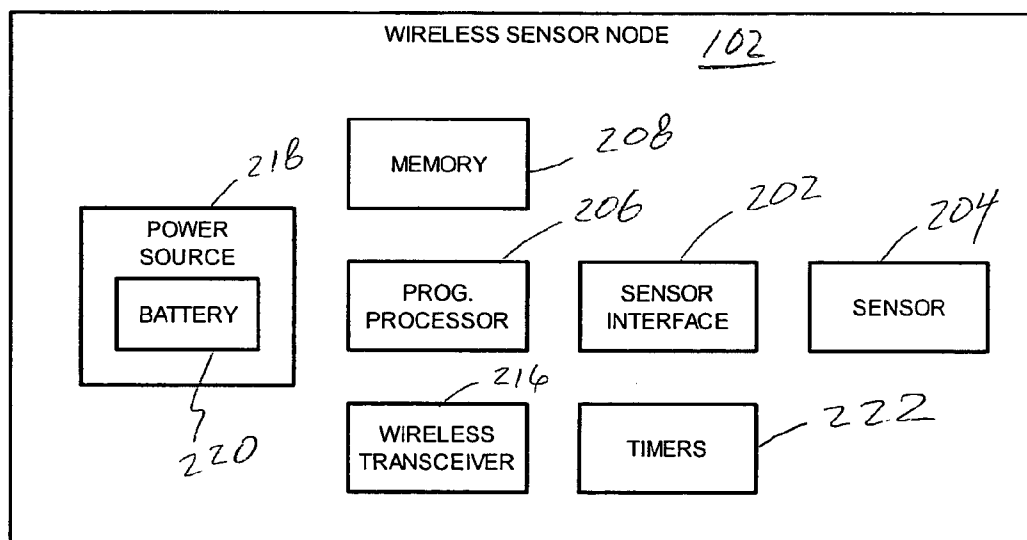 WIRELESS SENSOR NODE 102
208
MEMORY
218
POWER
SOURCE
BATTERY
220
206
PROG.
PROCESSOR
202
SENSOR
INTERFACE
204
SENSOR
216
WIRELESS
TRANSCEIVER
222
TIMERS